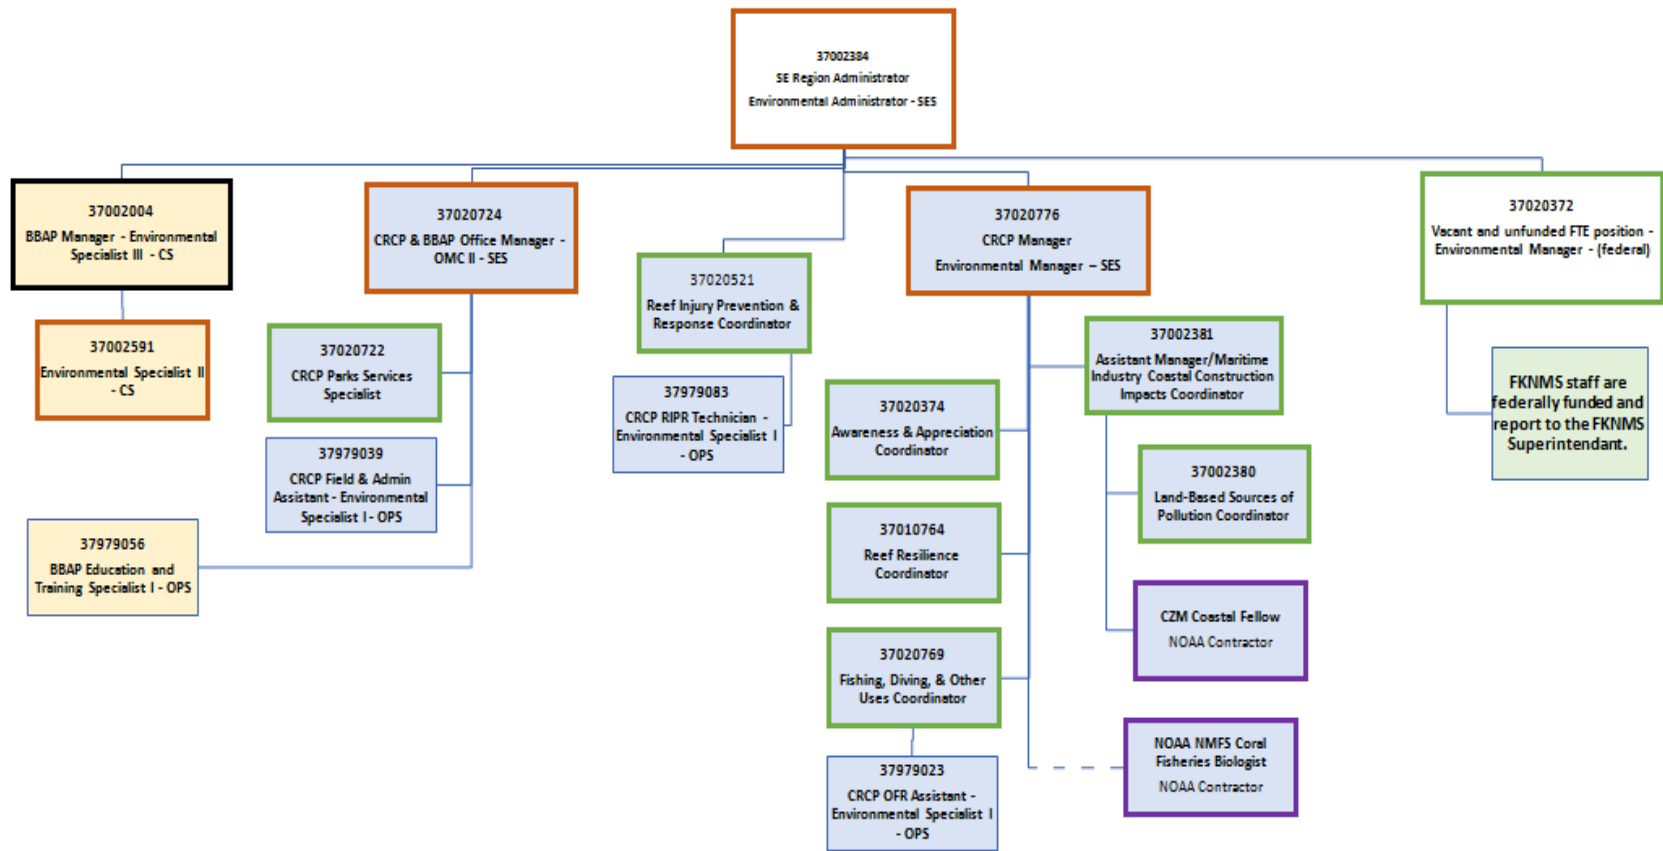 37002384
SE Region Administrator
Environmental Administrator - SES
37002004
BBAP Manager - Environmental
Specialist III - CS
37002591
Environmental Specialist II
- CS
37020724
CRCP & BBAP Office Manager -
OMC II - SES
37020722
CRCP Parks Services
Specialist
37979039
CRCP Field & Admin
Assistant - Environmental
Specialist I - OPS
37979056
BBAP Education and
Training Specialist I - OPS
37020521
Reef Injury Prevention &
Response Coordinator
37979083
CRCP RIPR Technician -
Environmental Specialist I
- OPS
37020776
CRCP Manager
Environmental Manager – SES
37020374
Awareness & Appreciation
Coordinator
37010764
Reef Resilience
Coordinator
37020769
Fishing, Diving, & Other
Uses Coordinator
37979023
CRCP OFR Assistant -
Environmental Specialist I
- OPS
37002381
Assistant Manager/Maritime
Industry Coastal Construction
Impacts Coordinator
37002380
Land-Based Sources of
Pollution Coordinator
CZM Coastal Fellow
NOAA Contractor
NOAA NMFS Coral
Fisheries Biologist
NOAA Contractor
37020372
Vacant and unfunded FTE position -
Environmental Manager - (federal)
FKNMS staff are
federally funded and
report to the FKNMS
Superintendant.